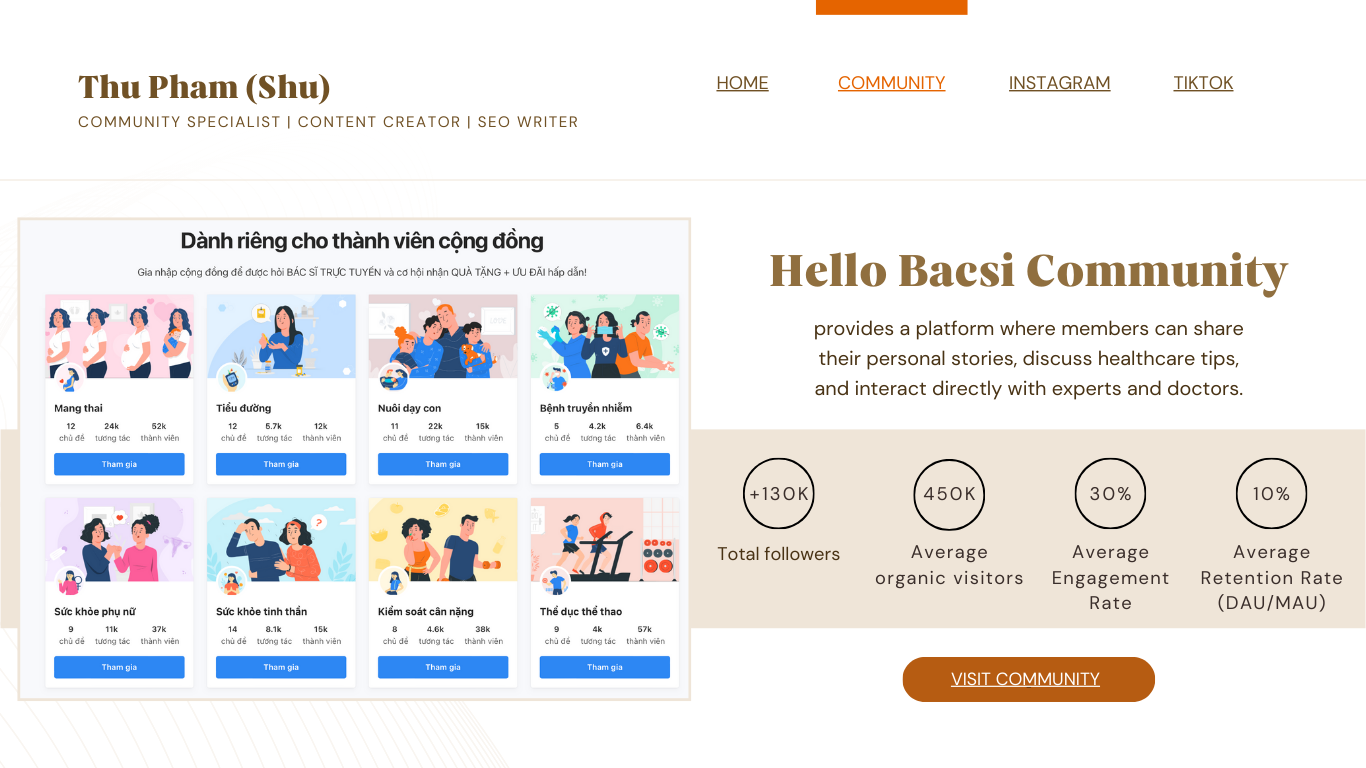 Thu Pham (Shu)
COMMUNITY SPECIALIST | CONTENT CREATOR | SEO WRITER
HOME
COMMUNITY
INSTAGRAM
TIKTOK
Dành riêng cho thành viên cộng đồng
Gia nhập cộng đồng để được hỏi BÁC SĨ TRỰC TUYẾN và cơ hội nhận QUÀ TẶNG + ƯU ĐÃI hấp dẫn!
Mang thai
12 24k 52k
chủ đề tương tác thành viên
Tham gia
Tiểu đường
12 5.7k 12k
chủ đề tương tác thành viên
Tham gia
Nuôi dạy con
11 22k 15k
chủ đề tương tác thành viên
Tham gia
Bệnh truyền nhiễm
5 4.2k 6.4k
chủ đề tương tác thành viên
Tham gia
Sức khỏe phụ nữ
9 11k 37k
chủ đề tương tác thành viên
Tham gia
Sức khỏe tinh thần
14 8.1k 15k
chủ đề tương tác thành viên
Tham gia
Kiểm soát cân nặng
8 4.6k 38k
chủ đề tương tác thành viên
Tham gia
Thể dục thể thao
9 4k 57k
chủ đề tương tác thành viên
Tham gia
Hello Bacsi Community
provides a platform where members can share
their personal stories, discuss healthcare tips,
and interact directly with experts and doctors.
+130K
Total followers
450K
Average
organic visitors
30%
Average
Engagement
Rate
10%
Average
Retention Rate
(DAU/MAU)
VISIT COMMUNITY